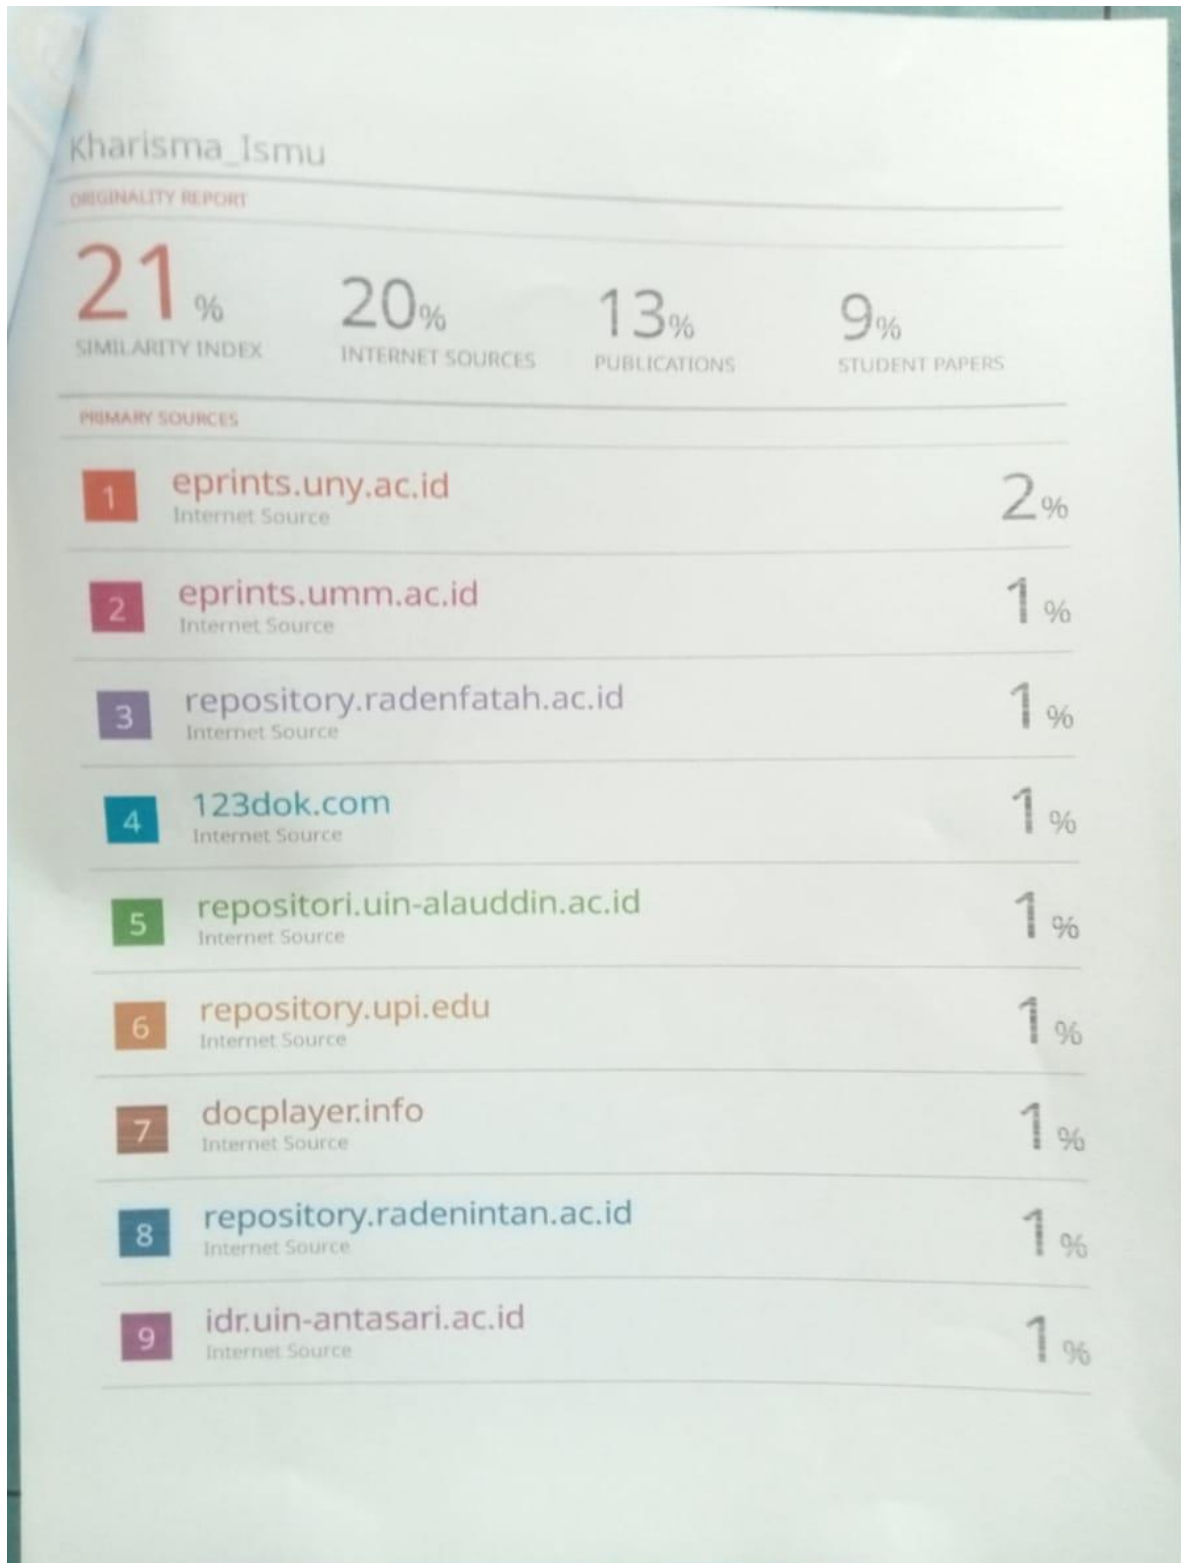 Kharisma_Ismu
ORIGINALITY REPORT
21% 20% 13% 9%
SIMILARITY INDEX INTERNET SOURCES PUBLICATIONS STUDENT PAPERS
PRIMARY SOURCES
1 eprints.uny.ac.id 2%
Internet Source
2 eprints.umm.ac.id 1%
Internet Source
3 repository.radenfatah.ac.id 1%
Internet Source
4 123dok.com 1%
Internet Source
5 repositori.uin-alauddin.ac.id 1%
Internet Source
6 repository.upi.edu 1%
Internet Source
7 docplayer.info 1%
Internet Source
8 repository.radenintan.ac.id 1%
Internet Source
9 idr.uin-antasari.ac.id 1%
Internet Source